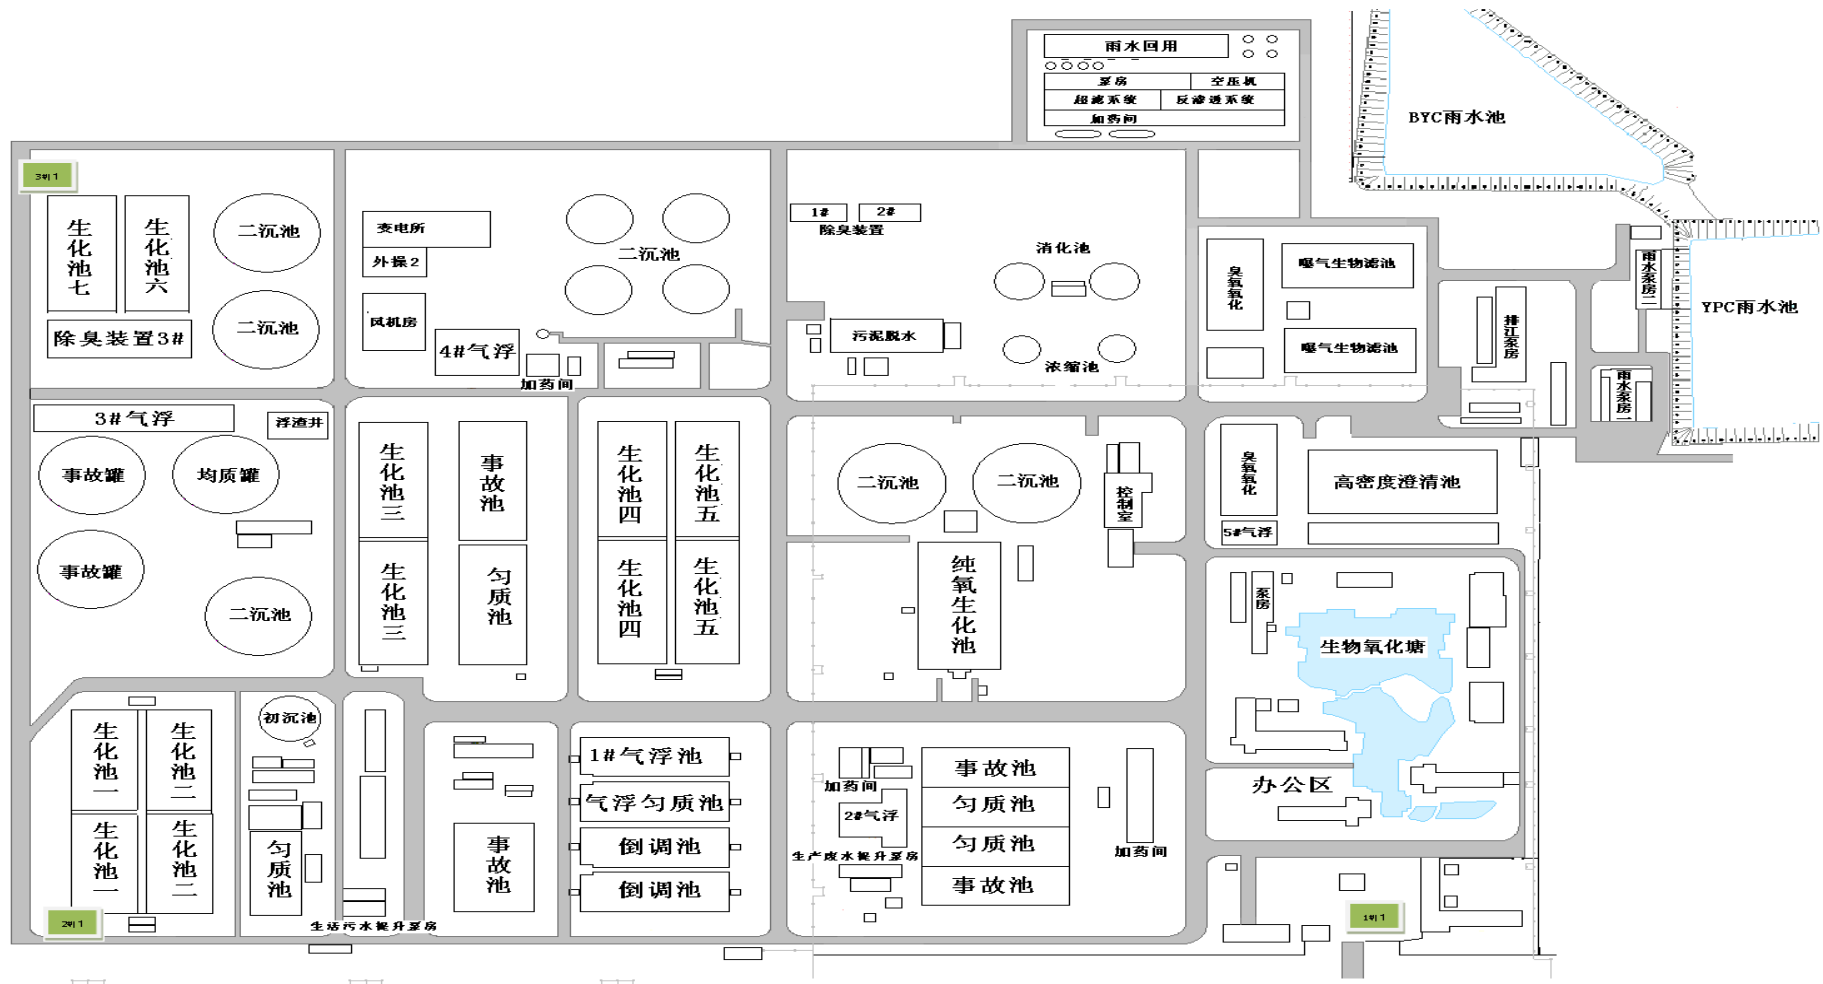 雨水回用
泵房
空压机
超滤系统
反渗透系统
加药间
BYC雨水池
生化池七
生化池六
二沉池
二沉池
除臭装置3#
变电所
外操2
风机房
4#气浮
加药间
二沉池
1#
2#
除臭装置
消化池
污泥脱水
浓缩池
臭氧氧化
曝气生物滤池
曝气生物滤池
排江泵房
雨水泵房二
YPC雨水池
雨水泵房一
3#气浮
浮渣井
事故罐
均质罐
事故罐
二沉池
生化池三
事故池
生化池三
匀质池
生化池四
生化池五
生化池四
生化池五
二沉池
二沉池
控制室
纯氧生化池
臭氧氧化
高密度澄清池
5#气浮
泵房
生物氧化塘
办公区
生化池一
生化池二
生化池一
生化池二
初沉池
匀质池
生活污水提升泵房
事故池
1#气浮池
气浮匀质池
倒调池
倒调池
加药间
2#气浮
生产废水提升泵房
事故池
匀质池
匀质池
事故池
加药间